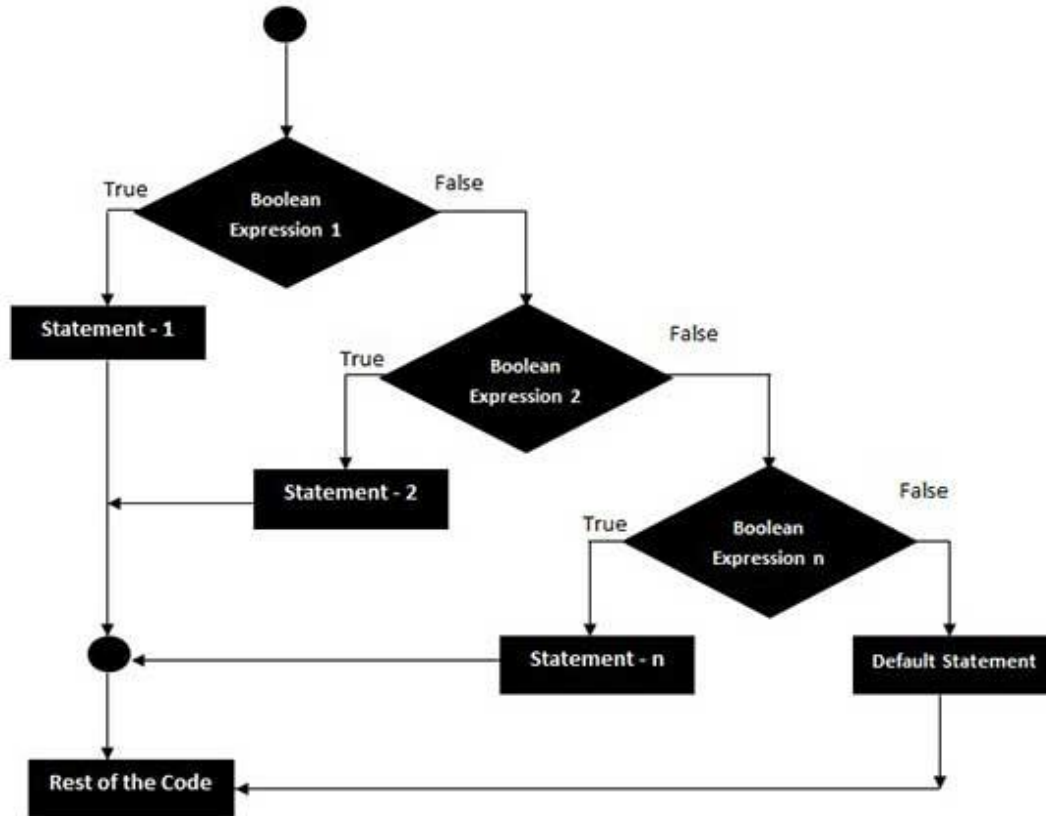 True
False
Boolean
Expression 1
Statement - 1
True
False
Boolean
Expression 2
Statement - 2
True
False
Boolean
Expression n
Statement - n
Default Statement
Rest of the Code